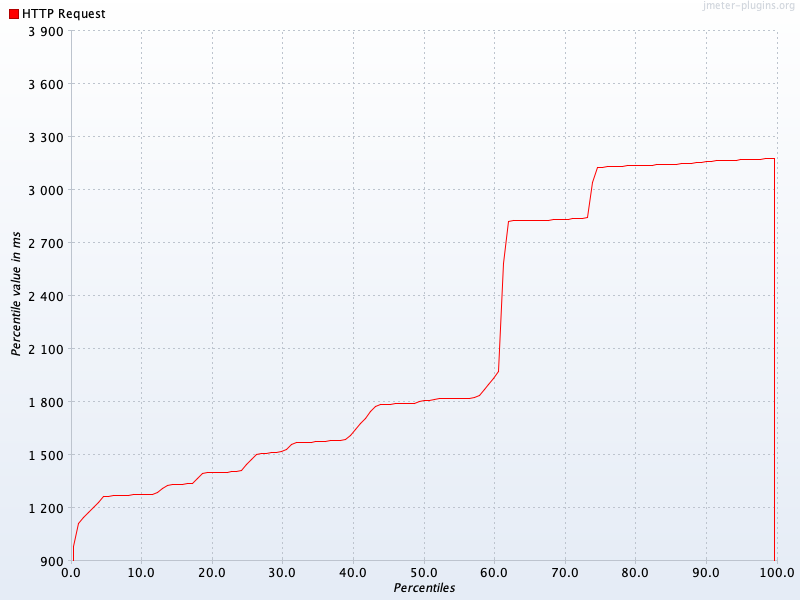 jmeter-plugins.org
HTTP Request
3 900
3 600
3 300
3 000
2 700
2 400
2 100
1 800
1 500
1 200
900
Percentile value in ms
0.0 10.0 20.0 30.0 40.0 50.0 60.0 70.0 80.0 90.0 100.0
Percentiles